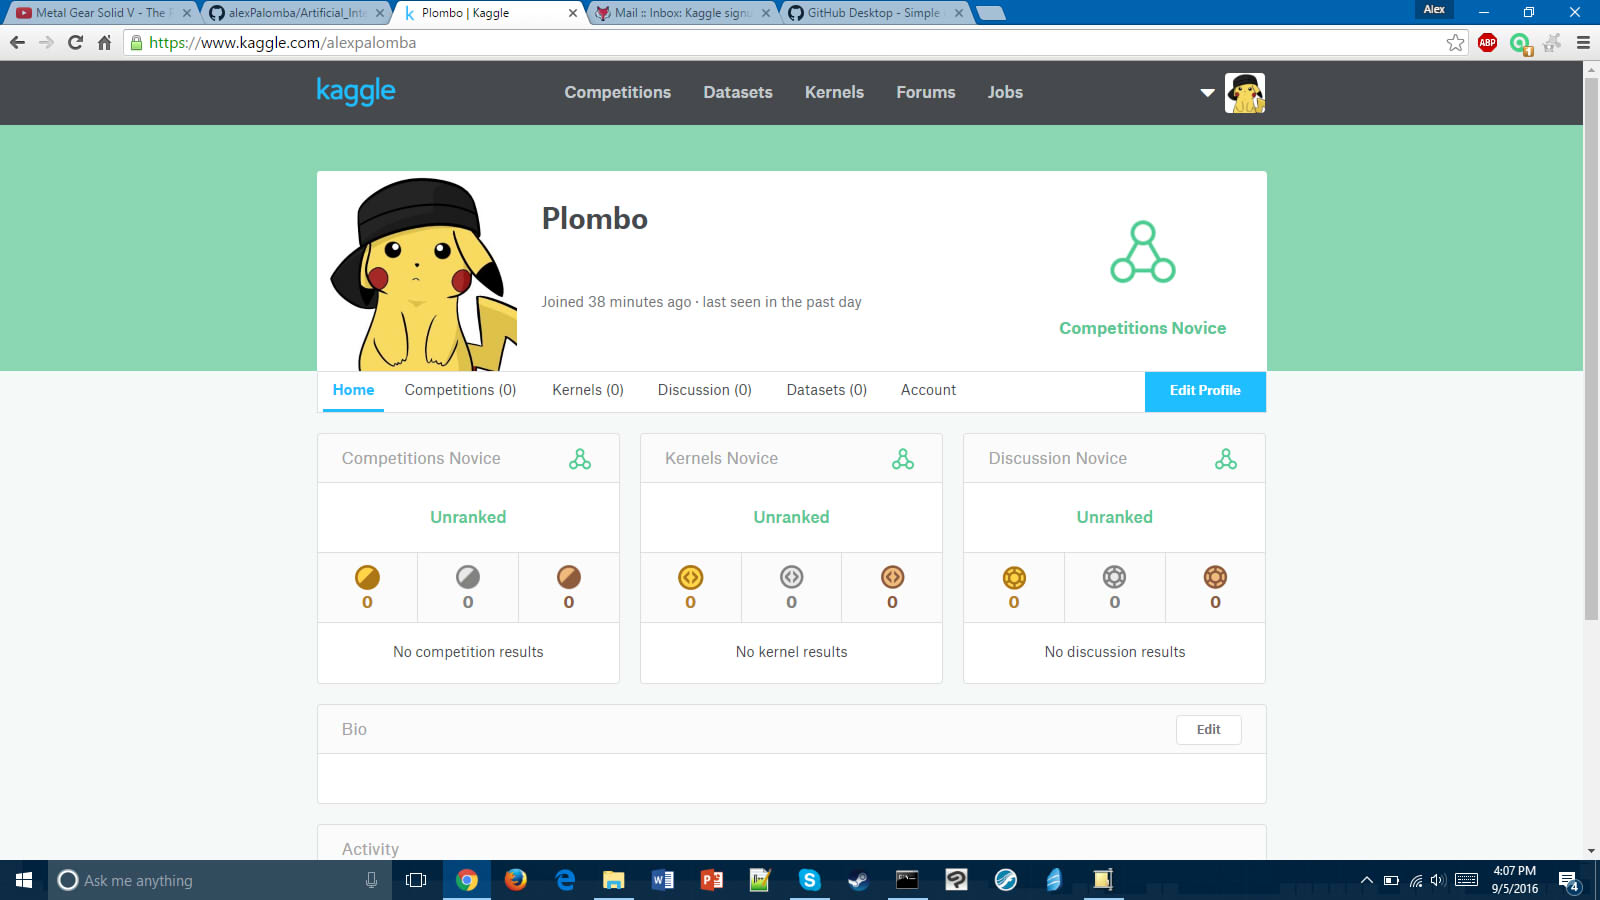 Metal Gear Solid V - The P
alexPalomba/Artificial_Inte
Plombo | Kaggle
Mail :: Inbox: Kaggle signu
GitHub Desktop - Simple
Alex
https://www.kaggle.com/alexpalomba
ABP
1
kaggle
Competitions
Datasets
Kernels
Forums
Jobs
Plombo
Joined 38 minutes ago · last seen in the past day
Competitions Novice
Home
Competitions (0)
Kernels (0)
Discussion (0)
Datasets (0)
Account
Edit Profile
Competitions Novice
Unranked
0 0 0
No competition results
Kernels Novice
Unranked
0 0 0
No kernel results
Discussion Novice
Unranked
0 0 0
No discussion results
Bio
Edit
Activity
Ask me anything
4:07 PM
9/5/2016
4